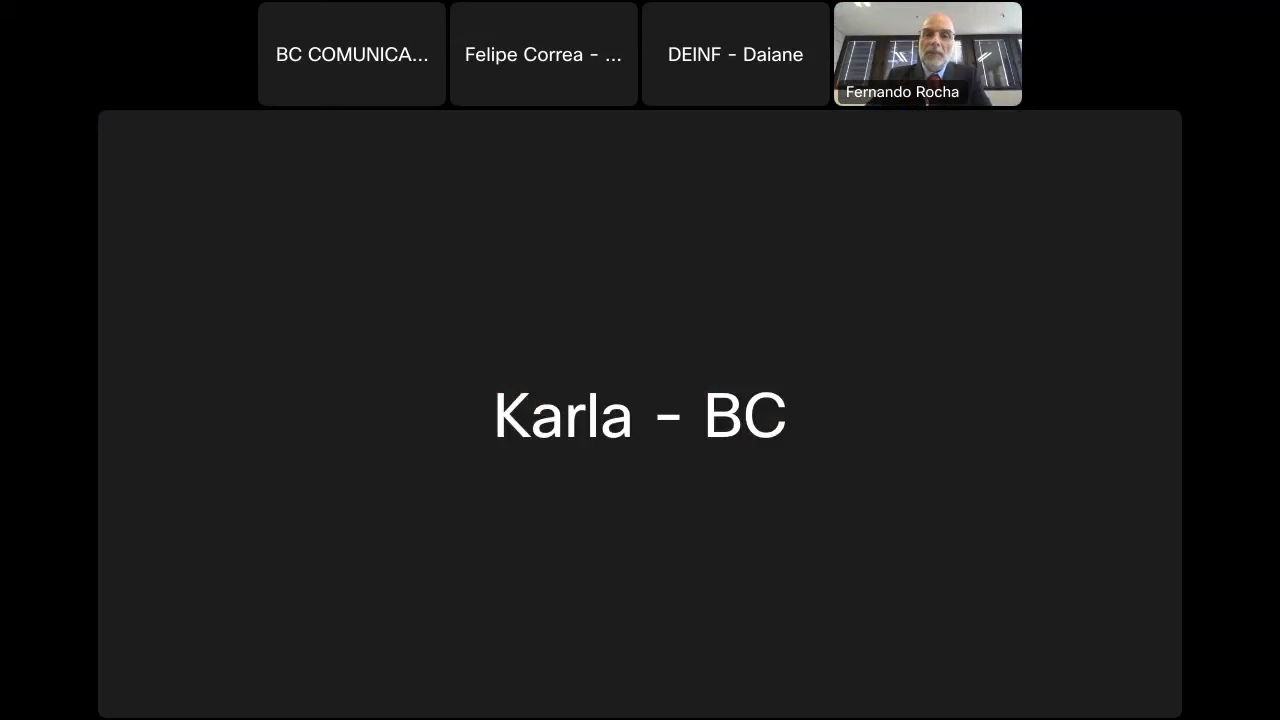 BC COMUNICA...
Felipe Correa - ...
DEINF - Daiane
Fernando Rocha
Karla - BC